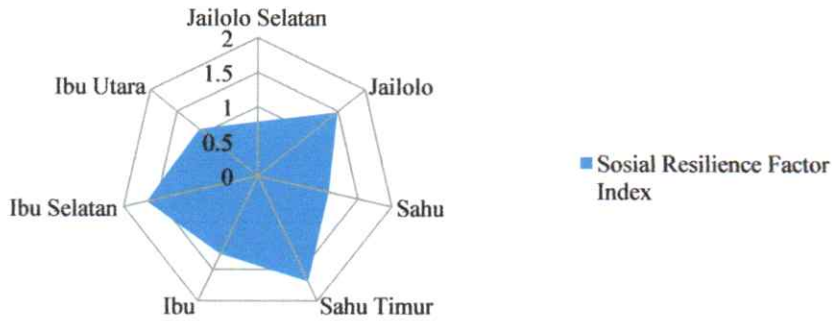 Jailolo Selatan
2
1.5
1
0.5
0
Jailolo
Sahu
Sahu Timur
Ibu
Ibu Selatan
Ibu Utara
Sosial Resilience Factor
Index